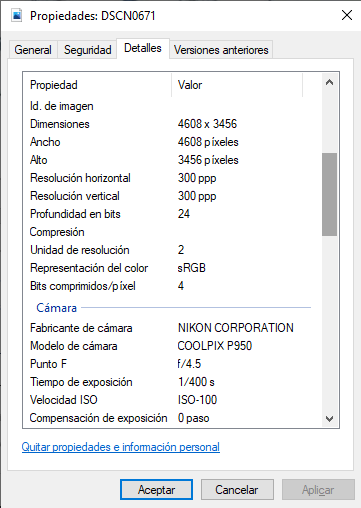 Propiedades: DSCN0671
General Seguridad Detalles Versiones anteriores
Propiedad Valor
Id. de imagen
Dimensiones 4608 x 3456
Ancho 4608 píxeles
Alto 3456 píxeles
Resolución horizontal 300 ppp
Resolución vertical 300 ppp
Profundidad en bits 24
Compresión
Unidad de resolución 2
Representación del color sRGB
Bits comprimidos/píxel 4
Cámara
Fabricante de cámara NIKON CORPORATION
Modelo de cámara COOLPIX P950
Punto F f/4.5
Tiempo de exposición 1/400 s
Velocidad ISO ISO-100
Compensación de exposición 0 paso
Quitar propiedades e información personal
Aceptar Cancelar Aplicar